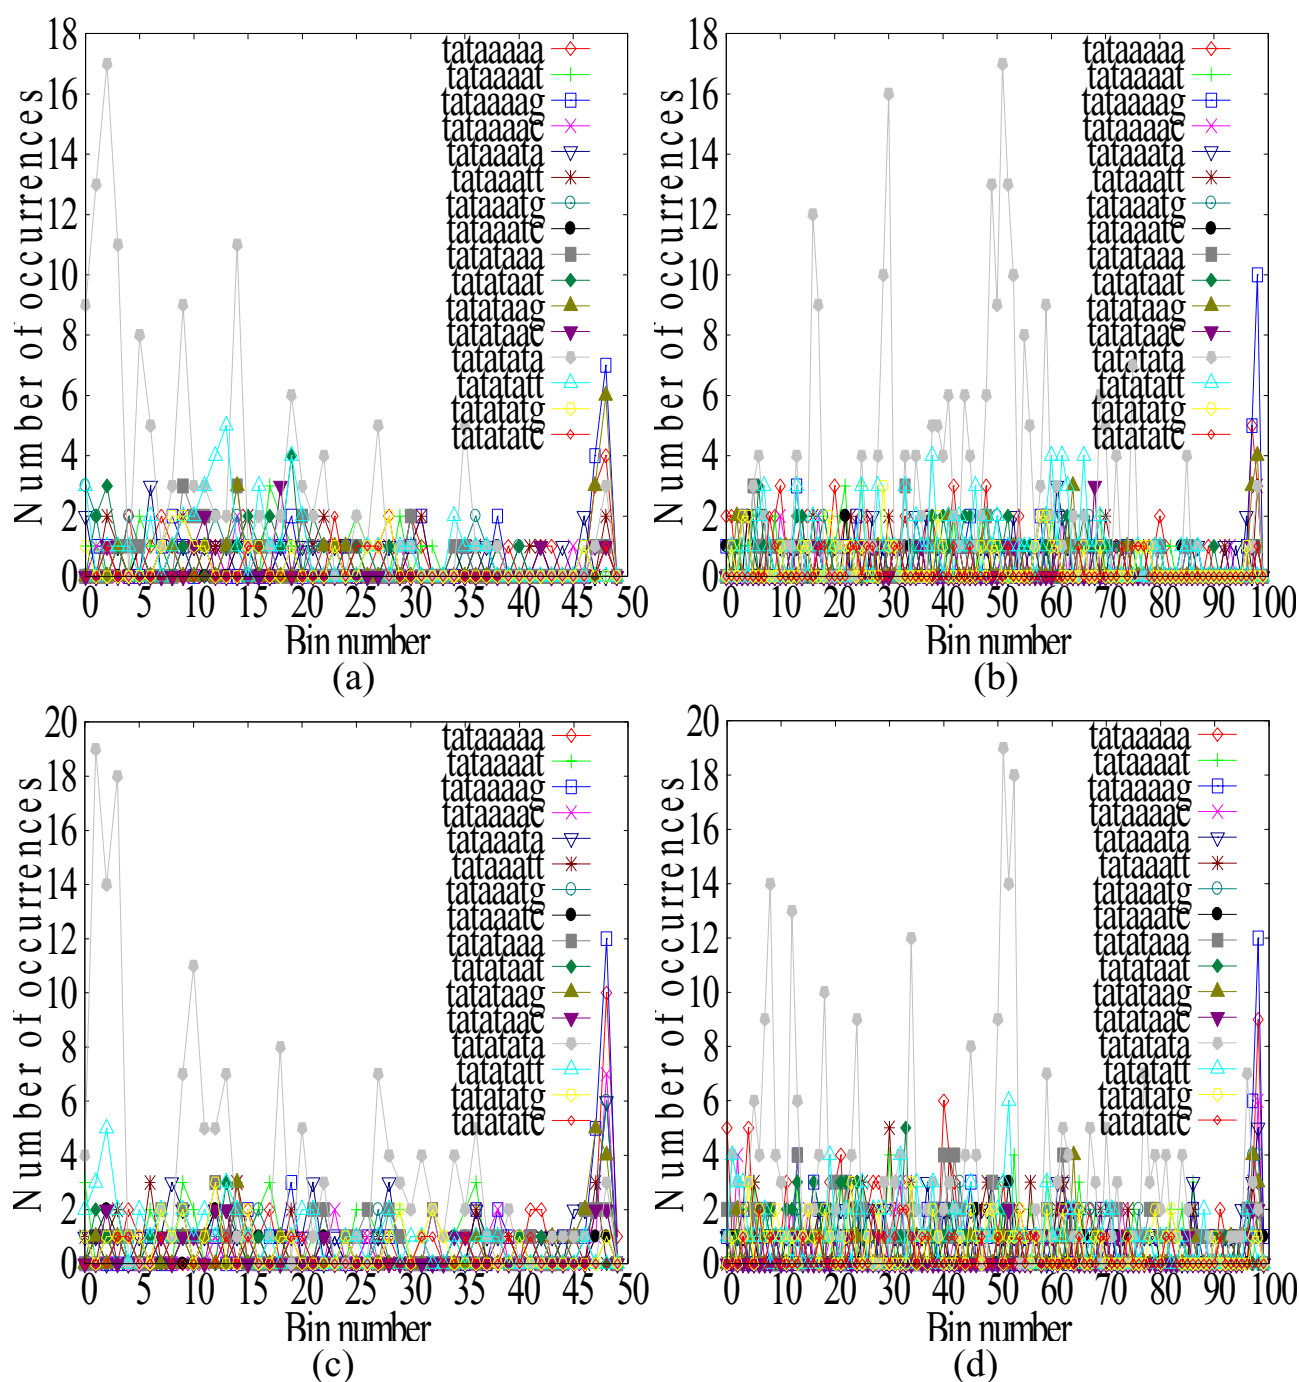 18
16
14
12
10
8
6
4
2
0
Number of occurrences
tataaaaa
tataaaat
tataaaag
tataaaac
tataaata
tataaatt
tataaatg
tataaatc
tatataaa
tatataat
tatataag
tatataac
tatatata
tatatatt
tatatatg
tatatatc
0 5 10 15 20 25 30 35 40 45 50
Bin number
(a)
18
16
14
12
10
8
6
4
2
0
Number of occurrences
tataaaaa
tataaaat
tataaaag
tataaaac
tataaata
tataaatt
tataaatg
tataaatc
tatataaa
tatataat
tatataag
tatataac
tatatata
tatatatt
tatatatg
tatatatc
0 10 20 30 40 50 60 70 80 90 100
Bin number
(b)
20
18
16
14
12
10
8
6
4
2
0
Number of occurrences
tataaaaa
tataaaat
tataaaag
tataaaac
tataaata
tataaatt
tataaatg
tataaatc
tatataaa
tatataat
tatataag
tatataac
tatatata
tatatatt
tatatatg
tatatatc
0 5 10 15 20 25 30 35 40 45 50
Bin number
(c)
20
18
16
14
12
10
8
6
4
2
0
Number of occurrences
tataaaaa
tataaaat
tataaaag
tataaaac
tataaata
tataaatt
tataaatg
tataaatc
tatataaa
tatataat
tatataag
tatataac
tatatata
tatatatt
tatatatg
tatatatc
0 10 20 30 40 50 60 70 80 90 100
Bin number
(d)